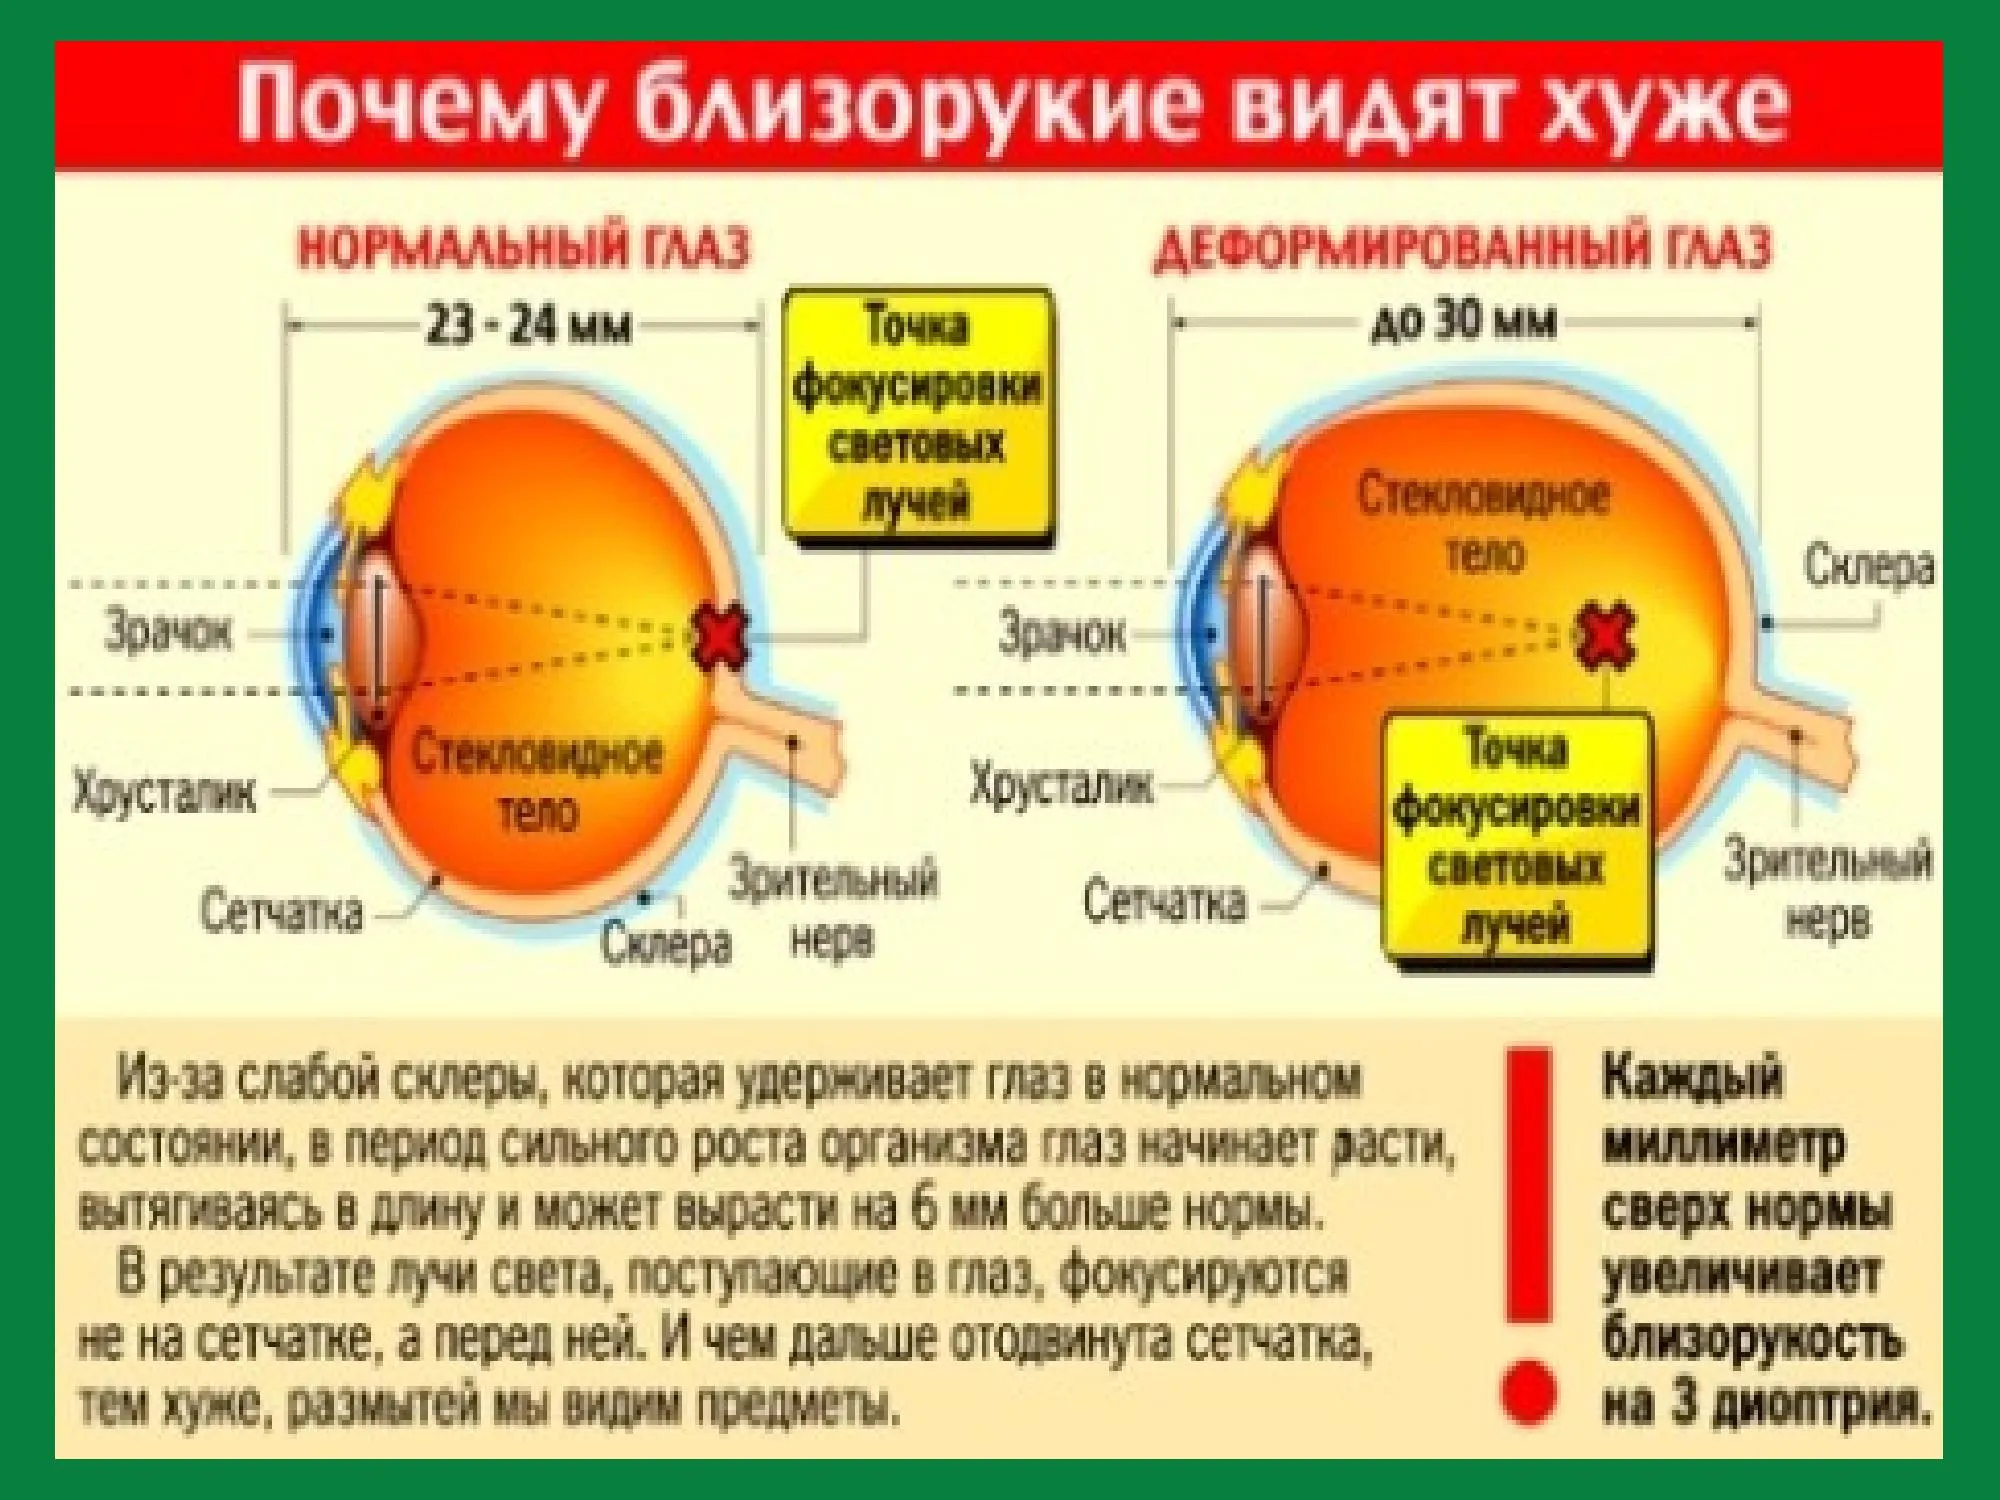 Почему близорукие видят хуже
НОРМАЛЬНЫЙ ГЛАЗ
23 - 24 мм
Точка
фокусировки
световых
лучей
Зрачок
Хрусталик
Стекловидное
тело
Сетчатка
Склера
Зрительный
нерв
ДЕФОРМИРОВАННЫЙ ГЛАЗ
до 30 мм
Стекловидное
тело
Склера
Зрачок
Хрусталик
Точка
фокусировки
световых
лучей
Сетчатка
Зрительный
нерв
Из-за слабой склеры, которая удерживает глаз в нормальном
состоянии, в период сильного роста организма глаз начинает расти,
вытягиваясь в длину и может вырасти на 6 мм больше нормы.
В результате лучи света, поступающие в глаз, фокусируются
не на сетчатке, а перед ней. И чем дальше отодвинута сетчатка,
тем хуже, размытей мы видим предметы.
Каждый
миллиметр
сверх нормы
увеличивает
близорукость
на 3 диоптрия.